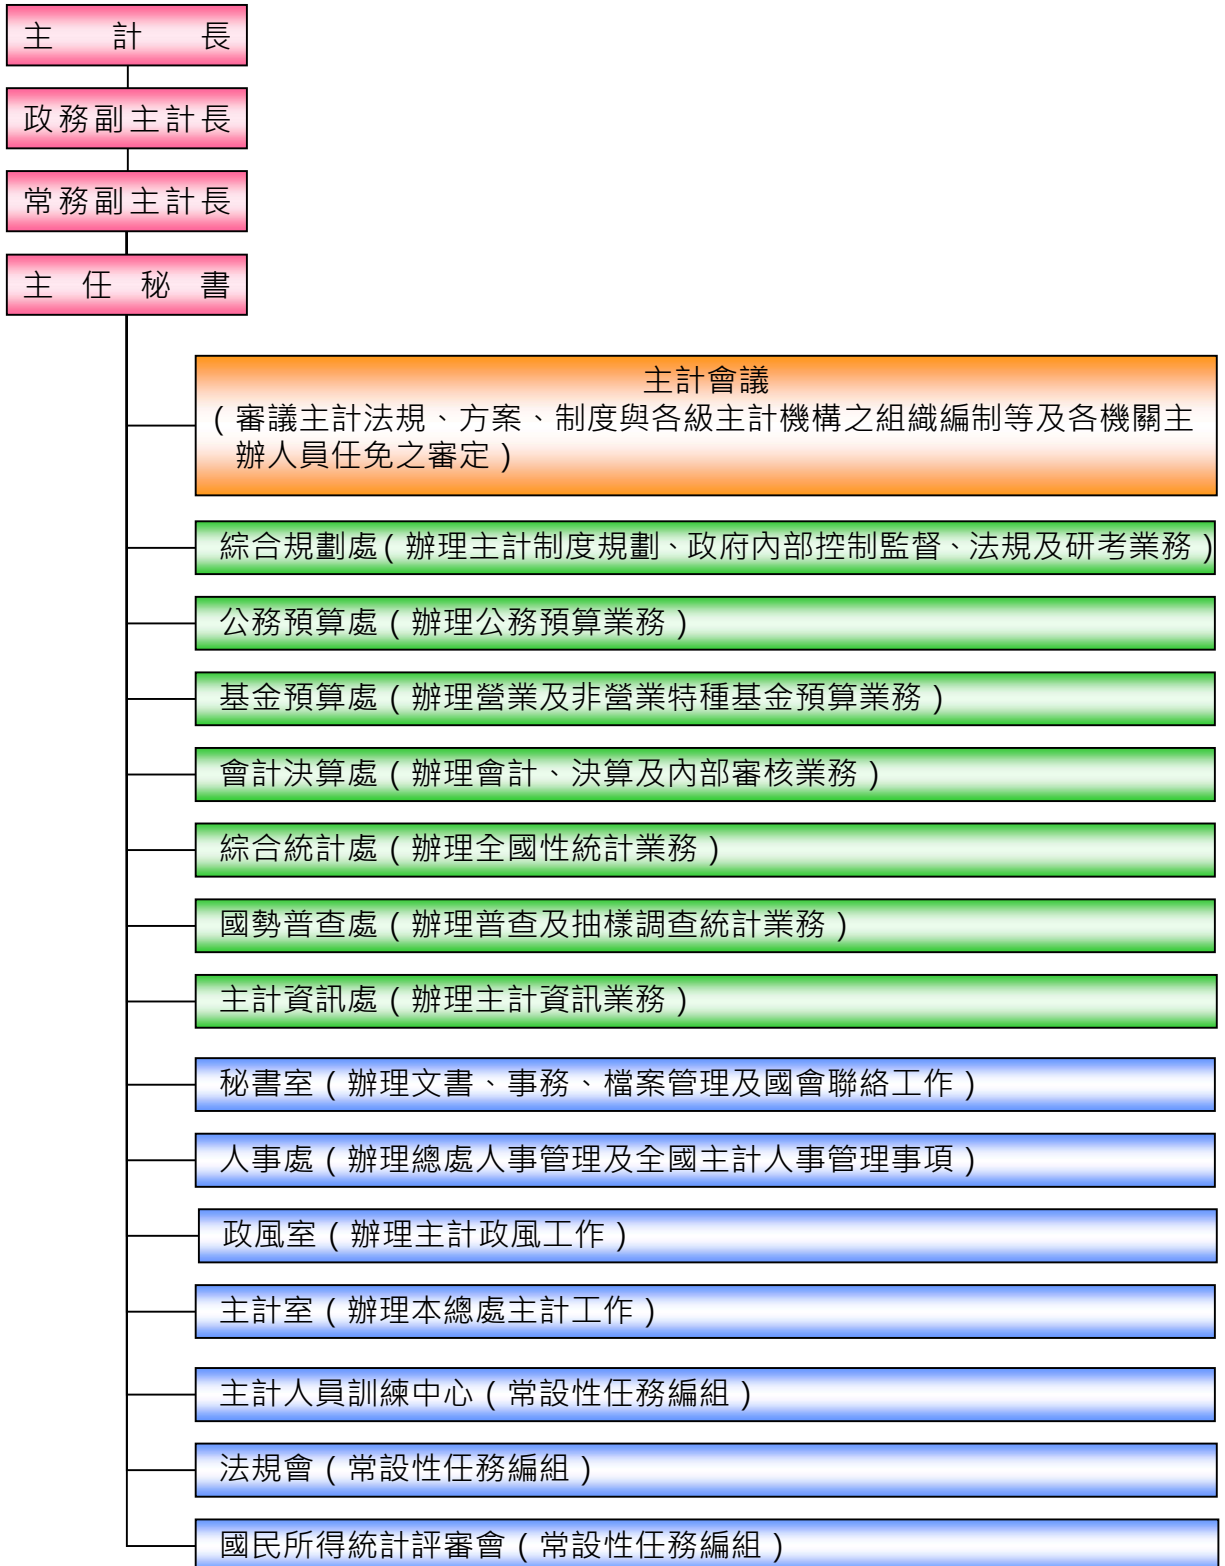 主計長
政務副主計長
常務副主計長
主任秘書
主計會議
(審議主計法規、方案、制度與各級主計機構之組織編制等及各機關主
辦人員任免之審定)
綜合規劃處(辦理主計制度規劃、政府內部控制監督、法規及研考業務)
公務預算處(辦理公務預算業務)
基金預算處(辦理營業及非營業特種基金預算業務)
會計決算處(辦理會計、決算及內部審核業務)
綜合統計處(辦理全國性統計業務)
國勢普查處(辦理普查及抽樣調查統計業務)
主計資訊處(辦理主計資訊業務)
秘書室(辦理文書、事務、檔案管理及國會聯絡工作)
人事處(辦理總處人事管理及全國主計人事管理事項)
政風室(辦理主計政風工作)
主計室(辦理本總處主計工作)
主計人員訓練中心(常設性任務編組)
法規會(常設性任務編組)
國民所得統計評審會(常設性任務編組)